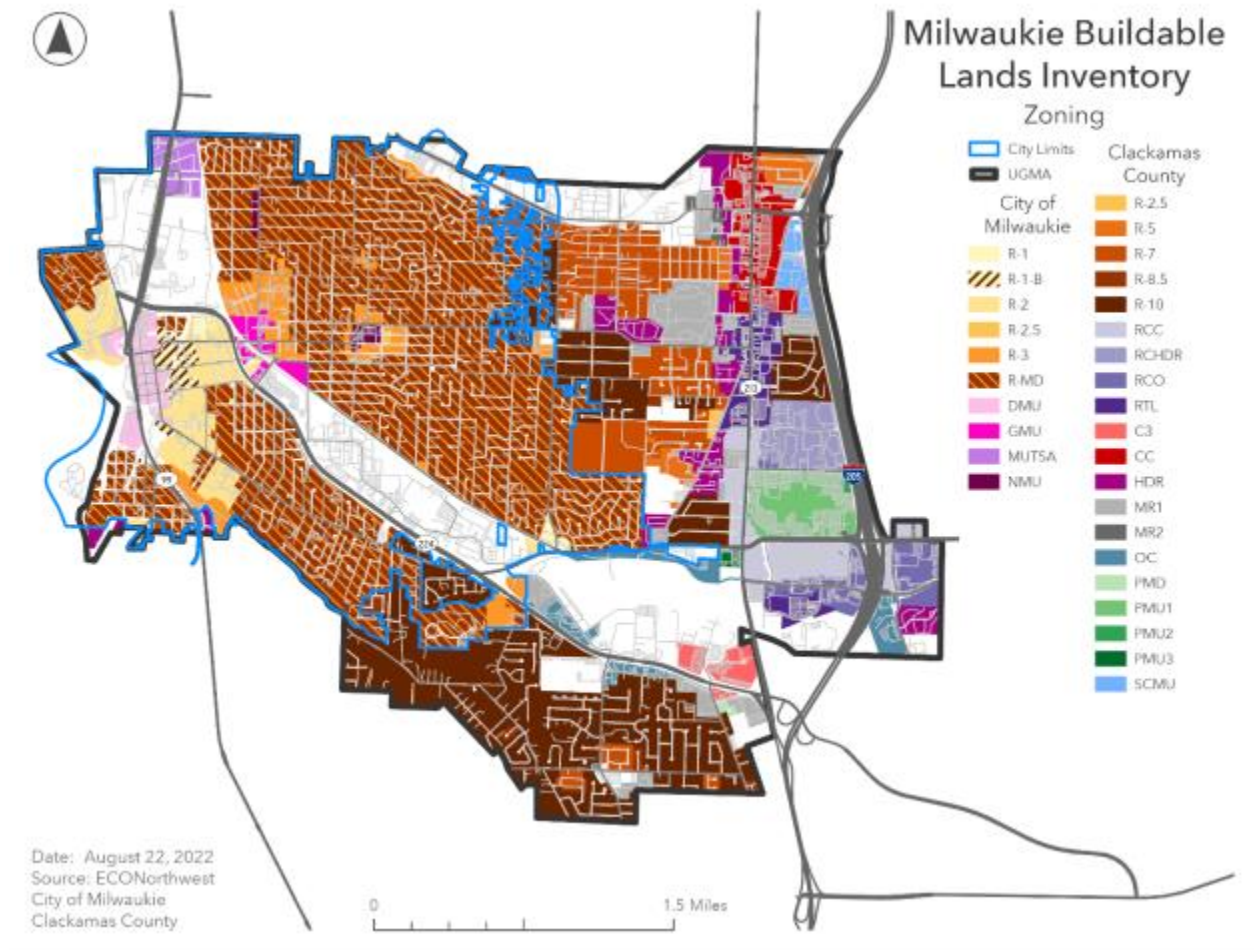 Milwaukie Buildable
Lands Inventory
Zoning
City Limits
UGMA
City of
Milwaukie
R-1
R-1-B
R-2
R-2.5
R-3
R-MD
DMU
GMU
MUTSA
NMU
Clackamas
County
R-2.5
R-5
R-7
R-8.5
R-10
RCC
RCHDR
RCO
RTL
C3
CC
HDR
MR1
MR2
OC
PMD
PMU1
PMU2
PMU3
SCMU
213
205
99
224
Date: August 22, 2022
Source: ECONorthwest
City of Milwaukie
Clackamas County
0 1.5 Miles